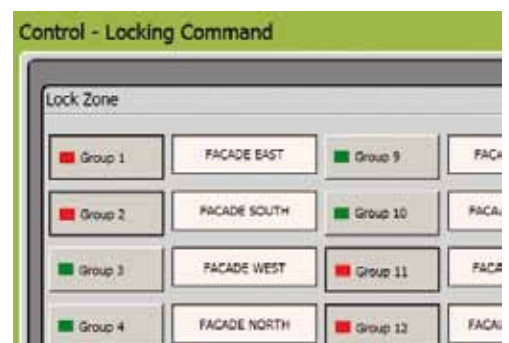 Control - Locking Command
Lock Zone
Group 1 FACADE EAST Group 9
Group 2 FACADE SOUTH Group 10
Group 3 FACADE WEST Group 11
Group 4 FACADE NORTH Group 12